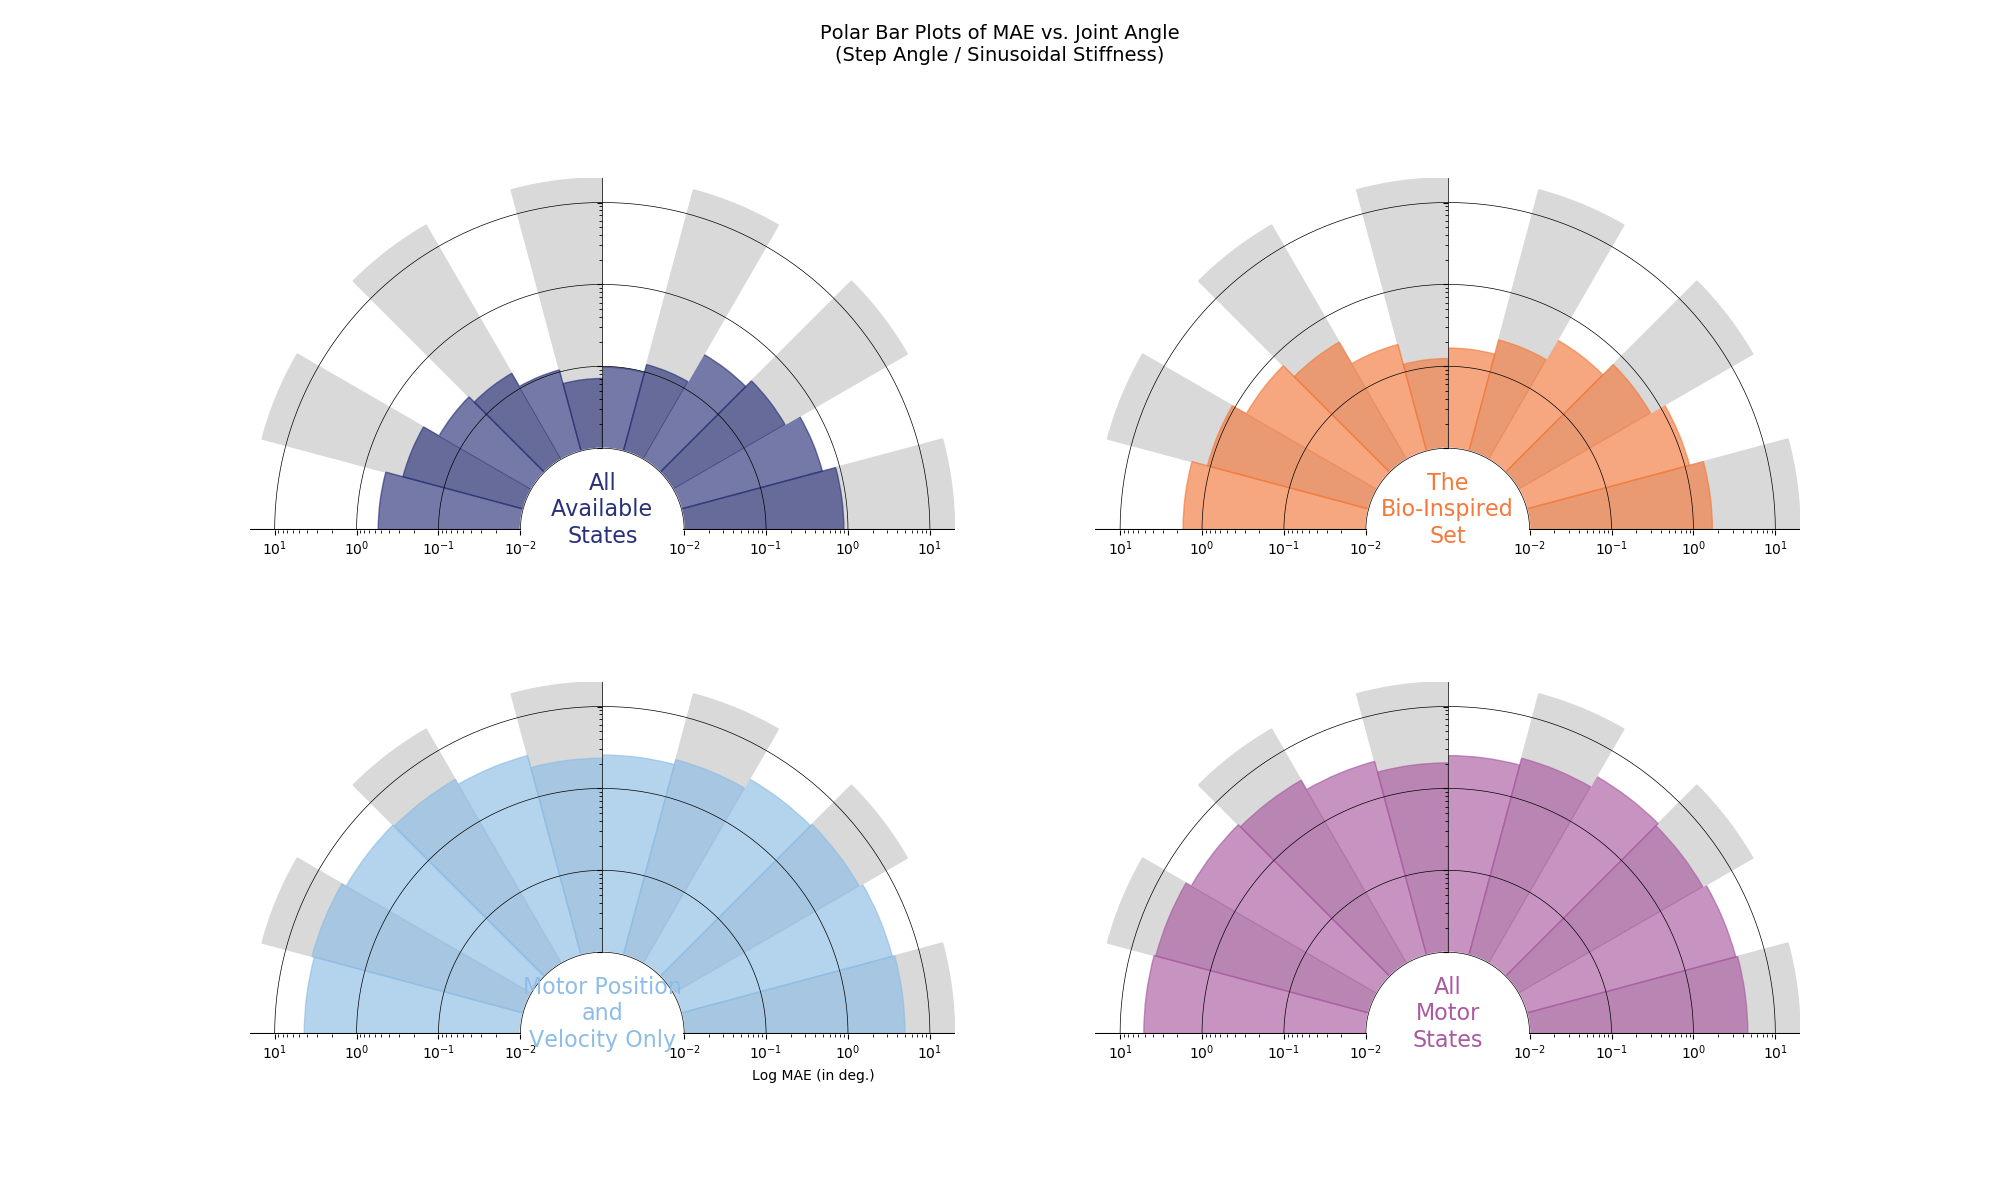 Polar Bar Plots of MAE vs. Joint Angle
(Step Angle / Sinusoidal Stiffness)
All
Available
States
10¹ 10⁰ 10⁻¹ 10⁻² 10⁻² 10⁻¹ 10⁰ 10¹
The
Bio-Inspired
Set
10¹ 10⁰ 10⁻¹ 10⁻² 10⁻² 10⁻¹ 10⁰ 10¹
Motor Position
and
Velocity Only
10¹ 10⁰ 10⁻¹ 10⁻² 10⁻² 10⁻¹ 10⁰ 10¹
Log MAE (in deg.)
All
Motor
States
10¹ 10⁰ 10⁻¹ 10⁻² 10⁻² 10⁻¹ 10⁰ 10¹